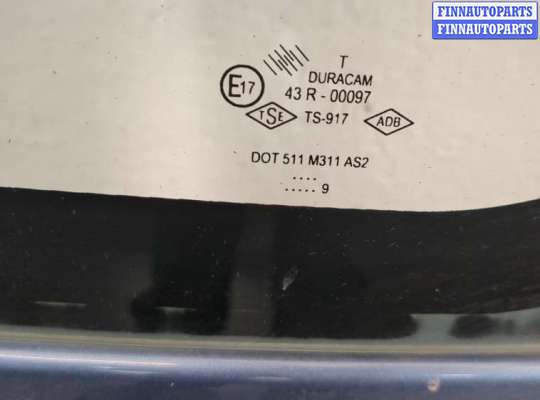 FINNAUTOPARTS
FINNAUTOPARTS
T
DURACAM
E17 43 R - 00097
TSE TS-917 ADB
DOT 511 M311 AS2
....
..... 9